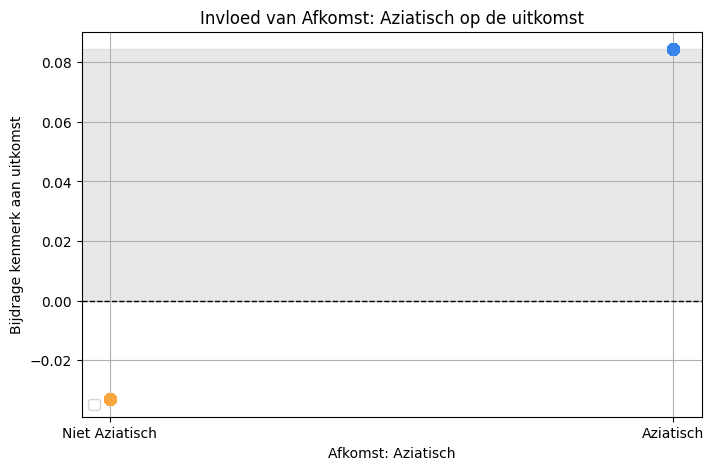 Invloed van Afkomst: Aziatisch op de uitkomst
Bijdrage kenmerk aan uitkomst
0.08
0.06
0.04
0.02
0.00
−0.02
Niet Aziatisch
Aziatisch
Afkomst: Aziatisch